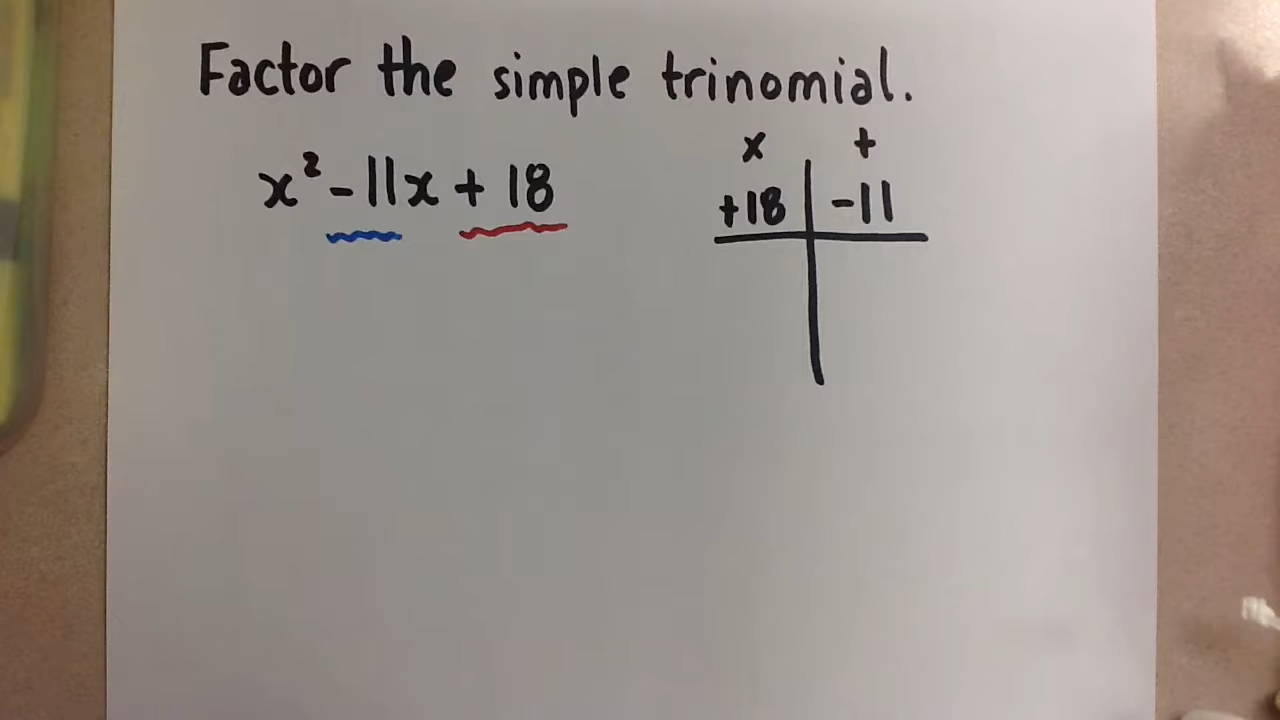 Factor the simple trinomial.
x² - 11x + 18
x +
+18 -11